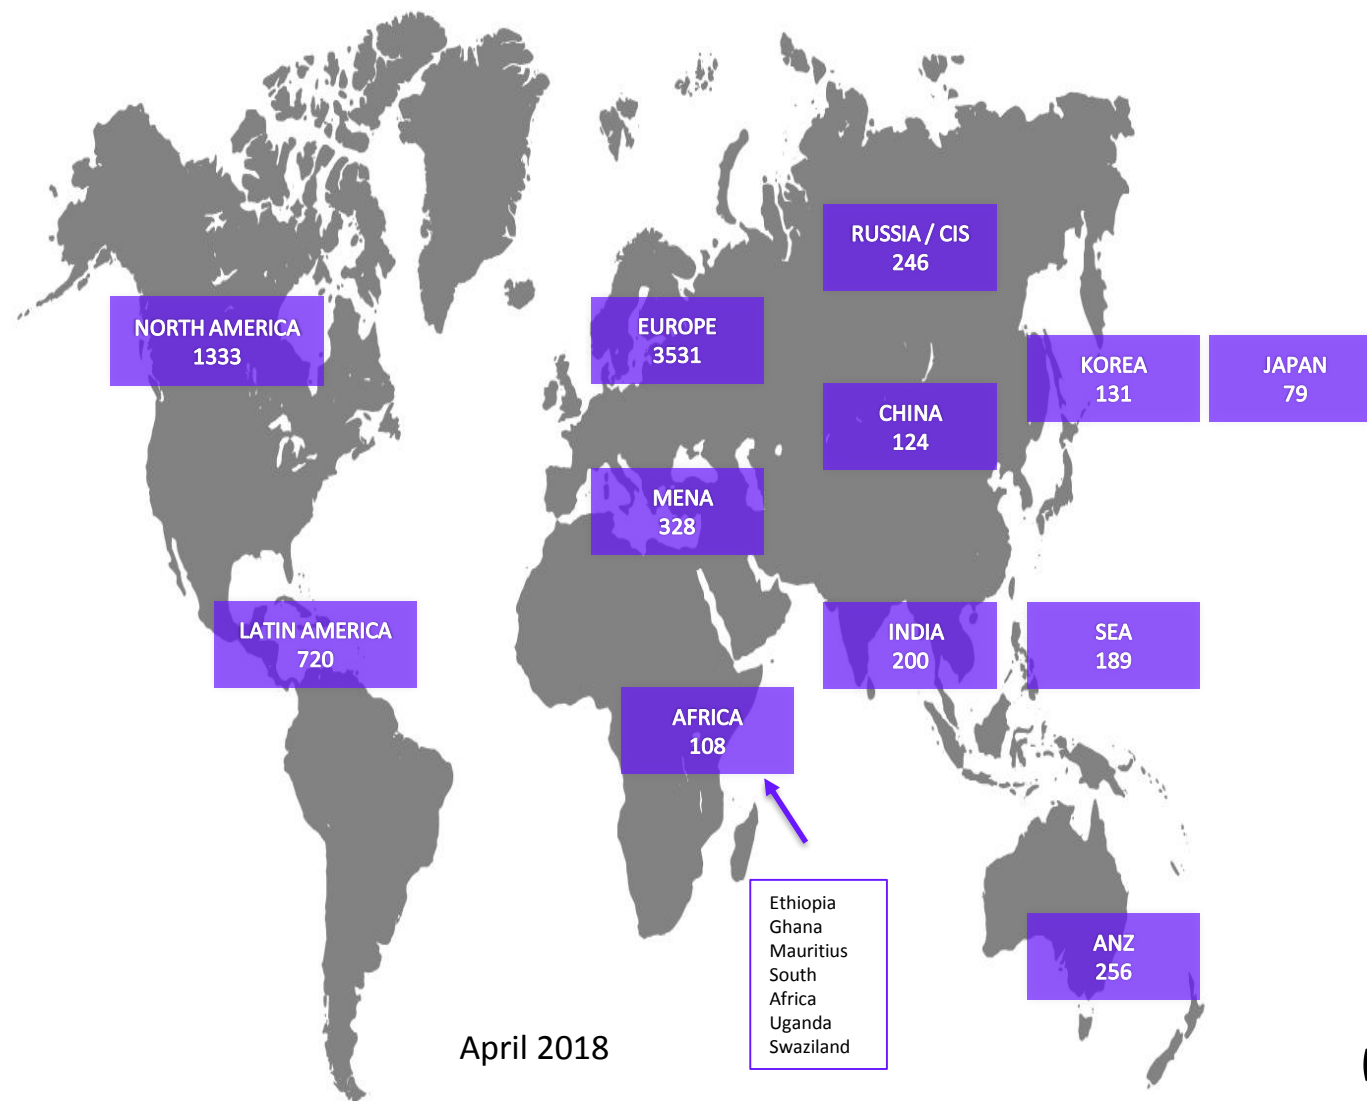 RUSSIA / CIS
246
NORTH AMERICA
1333
EUROPE
3531
KOREA
131
JAPAN
79
CHINA
124
MENA
328
LATIN AMERICA
720
INDIA
200
SEA
189
AFRICA
108
Ethiopia
Ghana
Mauritius
South
Africa
Uganda
Swaziland
ANZ
256
April 2018